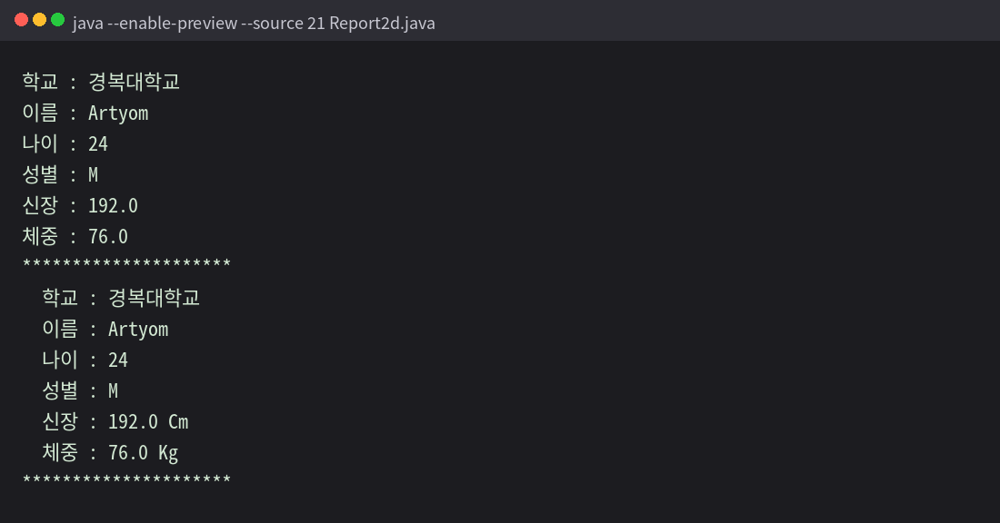 java --enable-preview --source 21 Report2d.java
학교 : 경복대학교
이름 : Artyom
나이 : 24
성별 : M
신장 : 192.0
체중 : 76.0
*********************
  학교 : 경복대학교
  이름 : Artyom
  나이 : 24
  성별 : M
  신장 : 192.0 Cm
  체중 : 76.0 Kg
*********************